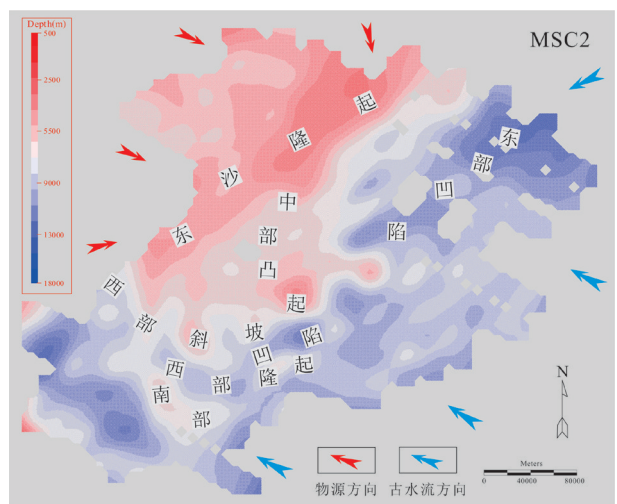 Depth(m)
500
2500
5500
9000
13000
18000
MSC2
东沙隆起
东部凹陷
中部凸起
西部斜坡
西部凹陷
南部隆起
N
Meters
0 40000 80000
物源方向
古水流方向